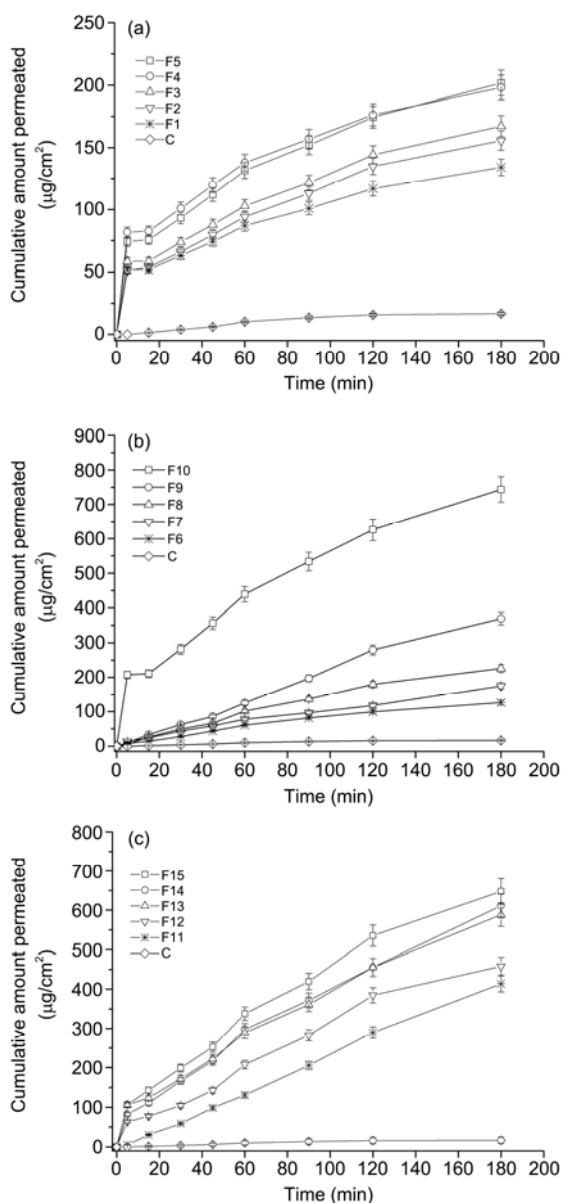 (a)
F5
F4
F3
F2
F1
C
250
200
150
100
50
0
Cumulative amount permeated
(μg/cm²)
0 20 40 60 80 100 120 140 160 180 200
Time (min)
(b)
F10
F9
F8
F7
F6
C
900
800
700
600
500
400
300
200
100
0
Cumulative amount permeated
(μg/cm²)
0 20 40 60 80 100 120 140 160 180 200
Time (min)
(c)
F15
F14
F13
F12
F11
C
800
700
600
500
400
300
200
100
0
Cumulative amount permeated
(μg/cm²)
0 20 40 60 80 100 120 140 160 180 200
Time (min)